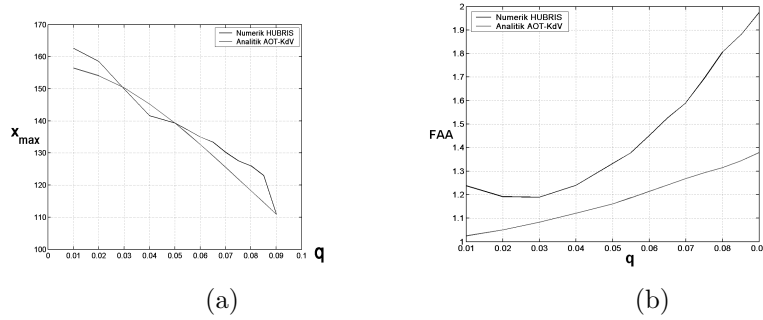 170
160
150
140
130
120
110
100
x_max
0 0.01 0.02 0.03 0.04 0.05 0.06 0.07 0.08 0.09 0.1
q
Numerik HUBRIS
Analitik AOT-KdV
(a)
2
1.9
1.8
1.7
1.6
1.5
1.4
1.3
1.2
1.1
1
FAA
0.01 0.02 0.03 0.04 0.05 0.06 0.07 0.08 0.0
q
Numerik HUBRIS
Analitik AOT-KdV
(b)